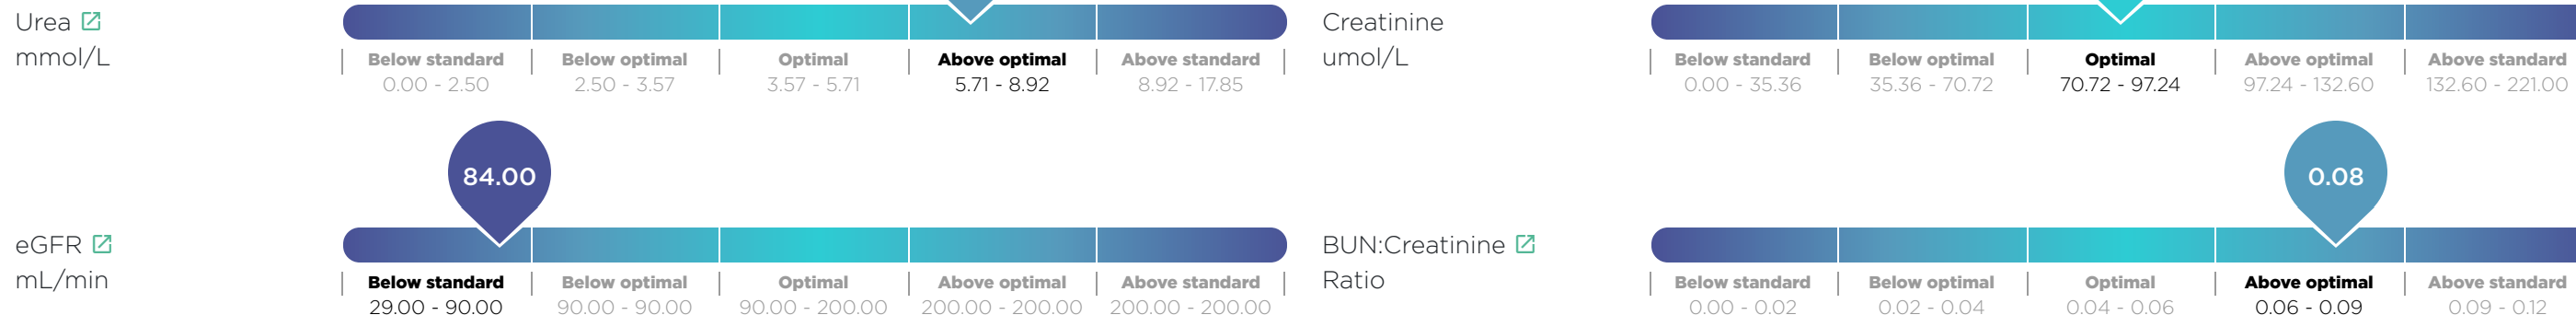 Urea
mmol/L
Below standard Below optimal Optimal Above optimal Above standard
0.00 - 2.50 2.50 - 3.57 3.57 - 5.71 5.71 - 8.92 8.92 - 17.85
Creatinine
umol/L
Below standard Below optimal Optimal Above optimal Above standard
0.00 - 35.36 35.36 - 70.72 70.72 - 97.24 97.24 - 132.60 132.60 - 221.00
84.00
eGFR
mL/min
Below standard Below optimal Optimal Above optimal Above standard
29.00 - 90.00 90.00 - 90.00 90.00 - 200.00 200.00 - 200.00 200.00 - 200.00
0.08
BUN:Creatinine
Ratio
Below standard Below optimal Optimal Above optimal Above standard
0.00 - 0.02 0.02 - 0.04 0.04 - 0.06 0.06 - 0.09 0.09 - 0.12